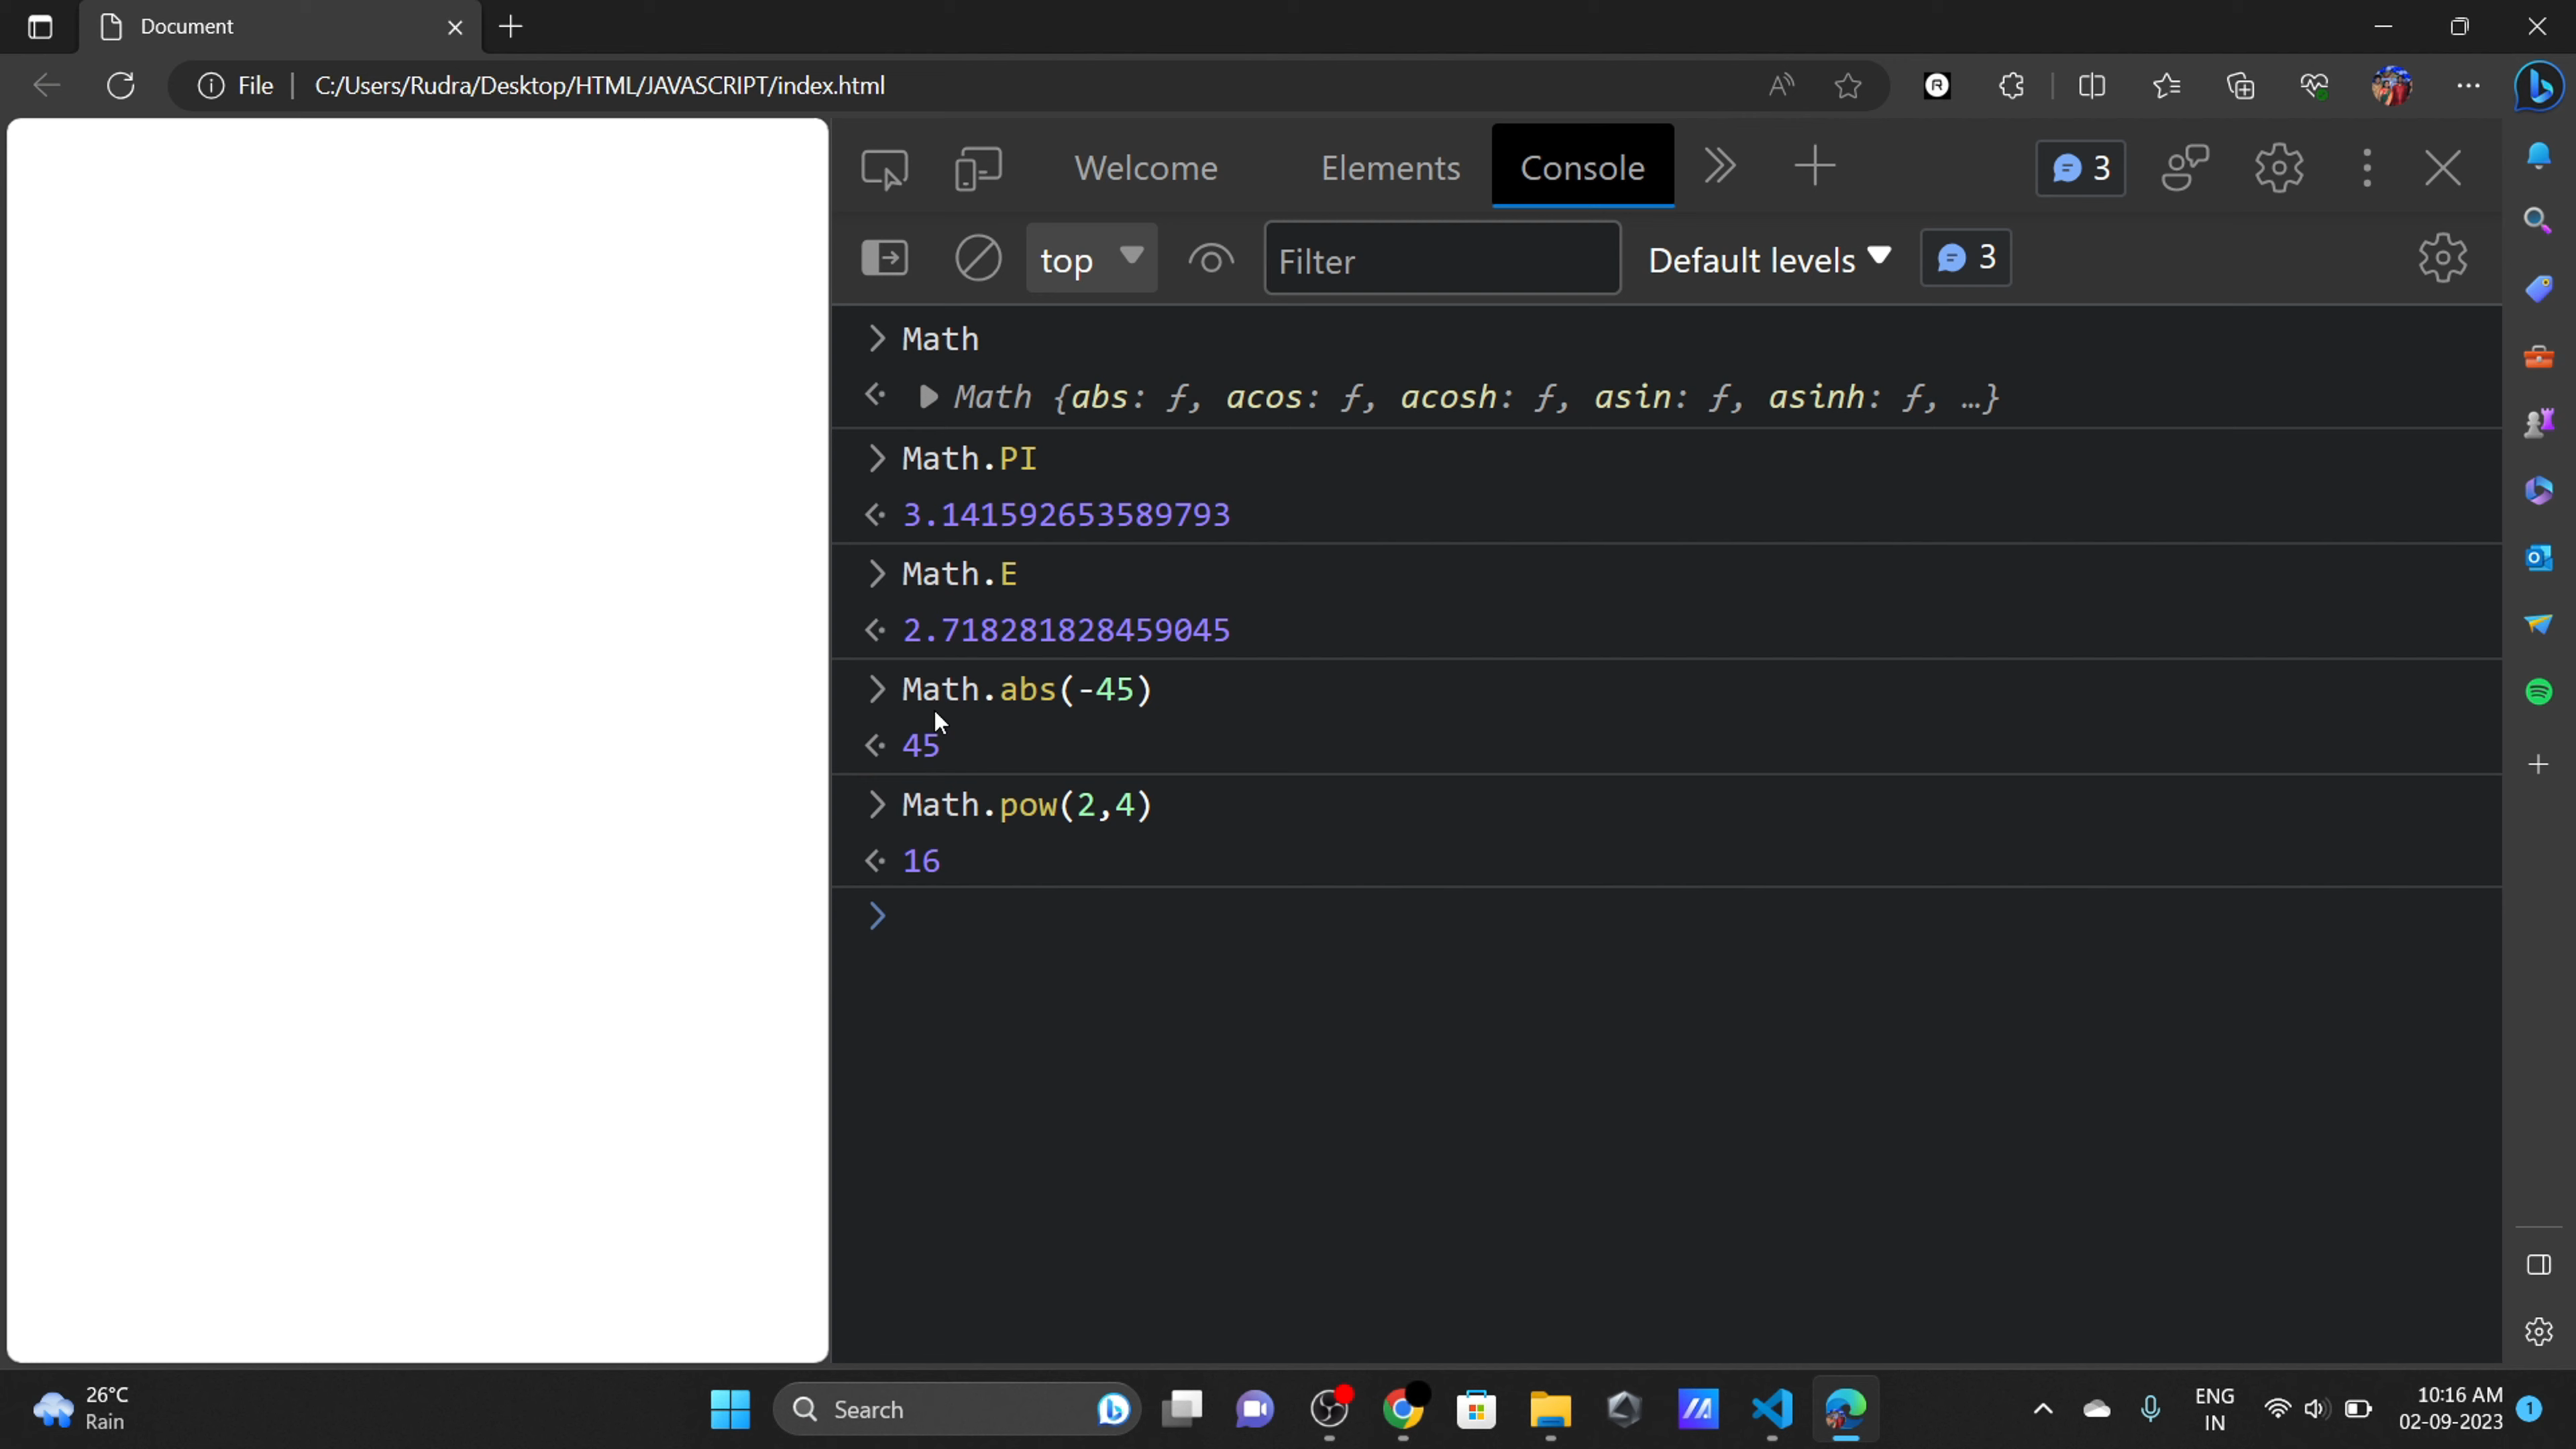 Document
File
C:/Users/Rudra/Desktop/HTML/JAVASCRIPT/index.html
Welcome Elements Console 3
top Filter Default levels 3
> Math
Math {abs: ƒ, acos: ƒ, acosh: ƒ, asin: ƒ, asinh: ƒ, …}
> Math.PI
3.141592653589793
> Math.E
2.718281828459045
> Math.abs(-45)
45
> Math.pow(2,4)
16
>
26°C
Rain
Search
ENG
IN
10:16 AM
02-09-2023
1